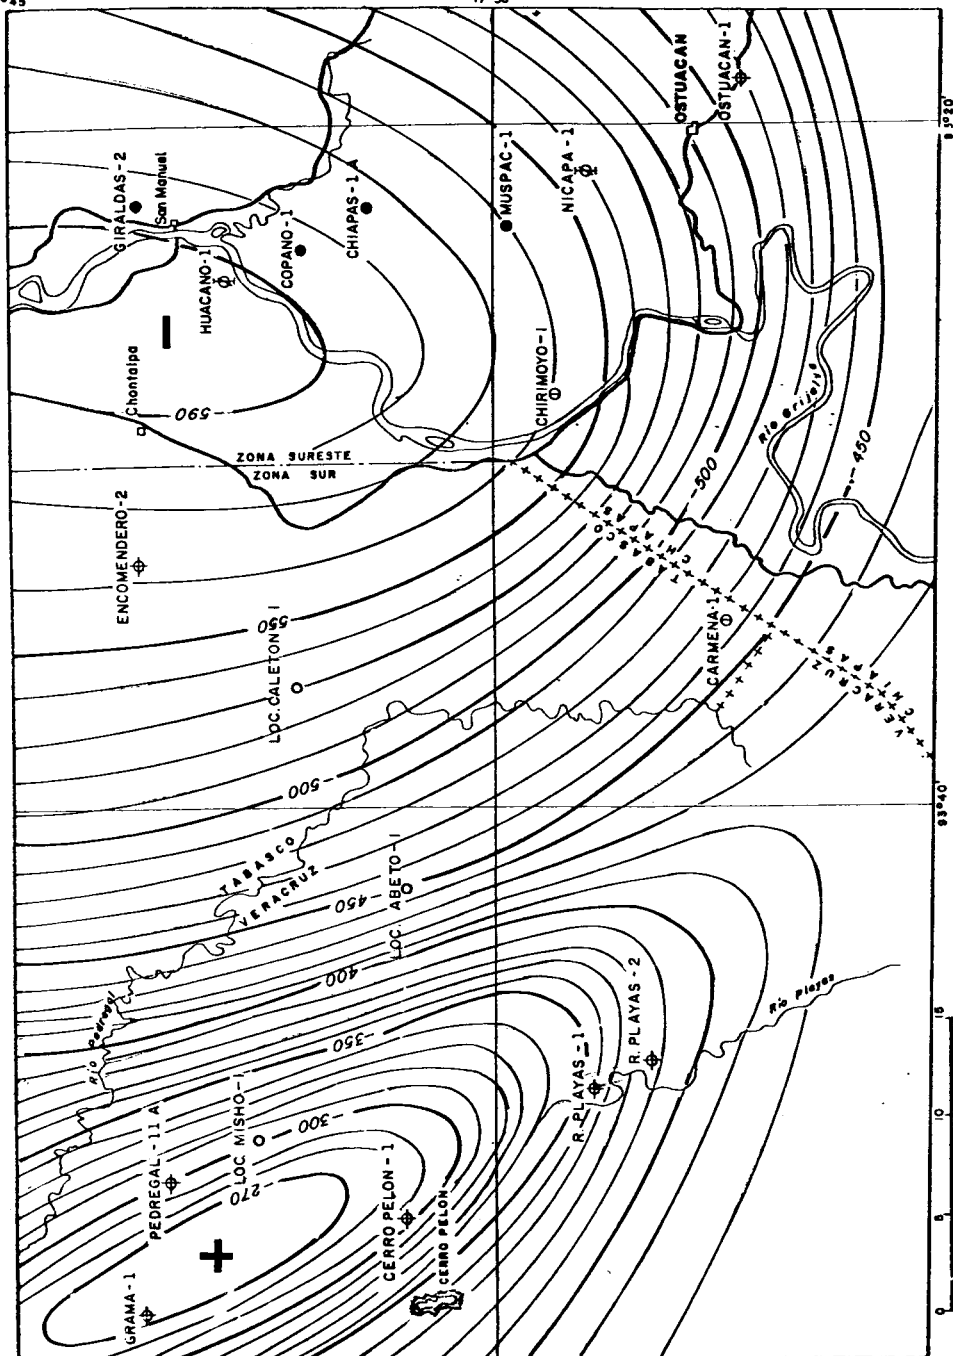 GIRALDAS-2
San Manuel
HUACANO-1
COPANO-1
CHIAPAS-1 A
MUSPAC-1
NICAPA-1
OSTUACAN
OSTUACAN-1
93°20'
Chontalpa
590
CHIRIMOYO-1
Río Grijalva
ZONA SURESTE
ZONA SUR
-500
-450
ENCOMENDERO-2
TABASCO
CHIAPAS
550
LOC. CALETON 1
CARMENA-1
VERACRUZ
CHIAPAS
500
93°40'
TABASCO
VERACRUZ
450
LOC. ABETO-1
400
Río Pedregal
350
R. PLAYAS-2
Río Playas
R. PLAYAS-1
PEDREGAL-11 A
LOC. MISHO-1
300
270
+
CERRO PELON-1
CERRO PELON
GRAMA-1
0 5 10 15